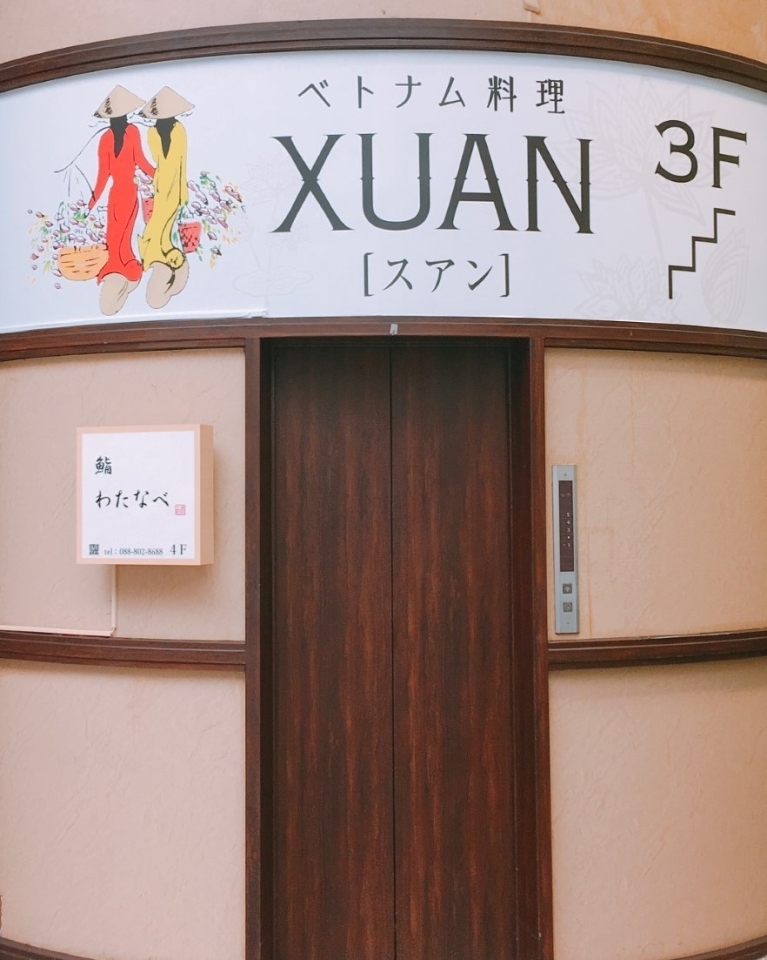 ベトナム料理
XUAN
[スアン]
3F
鮨
わたなべ
tel : 088-802-8688 4F